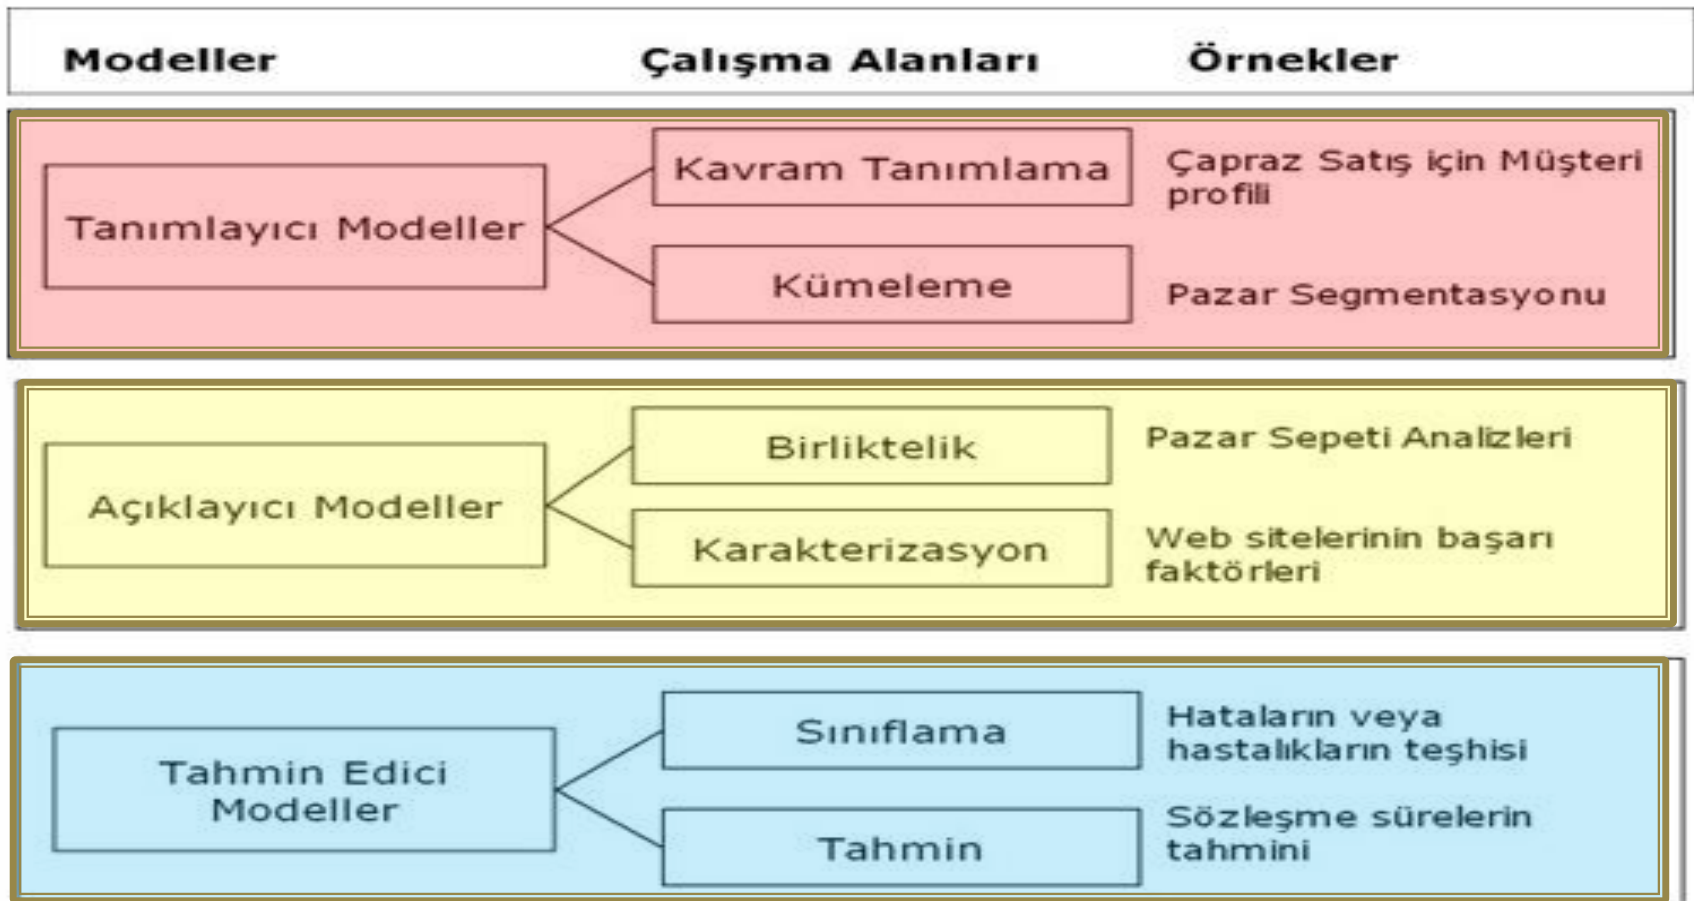 Modeller Çalışma Alanları Örnekler
Tanımlayıcı Modeller
Kavram Tanımlama
Çapraz Satış için Müşteri
profili
Kümeleme
Pazar Segmentasyonu
Açıklayıcı Modeller
Birliktelik
Pazar Sepeti Analizleri
Karakterizasyon
Web sitelerinin başarı
faktörleri
Tahmin Edici
Modeller
Sınıflama
Hataların veya
hastalıkların teşhisi
Tahmin
Sözleşme sürelerin
tahmini